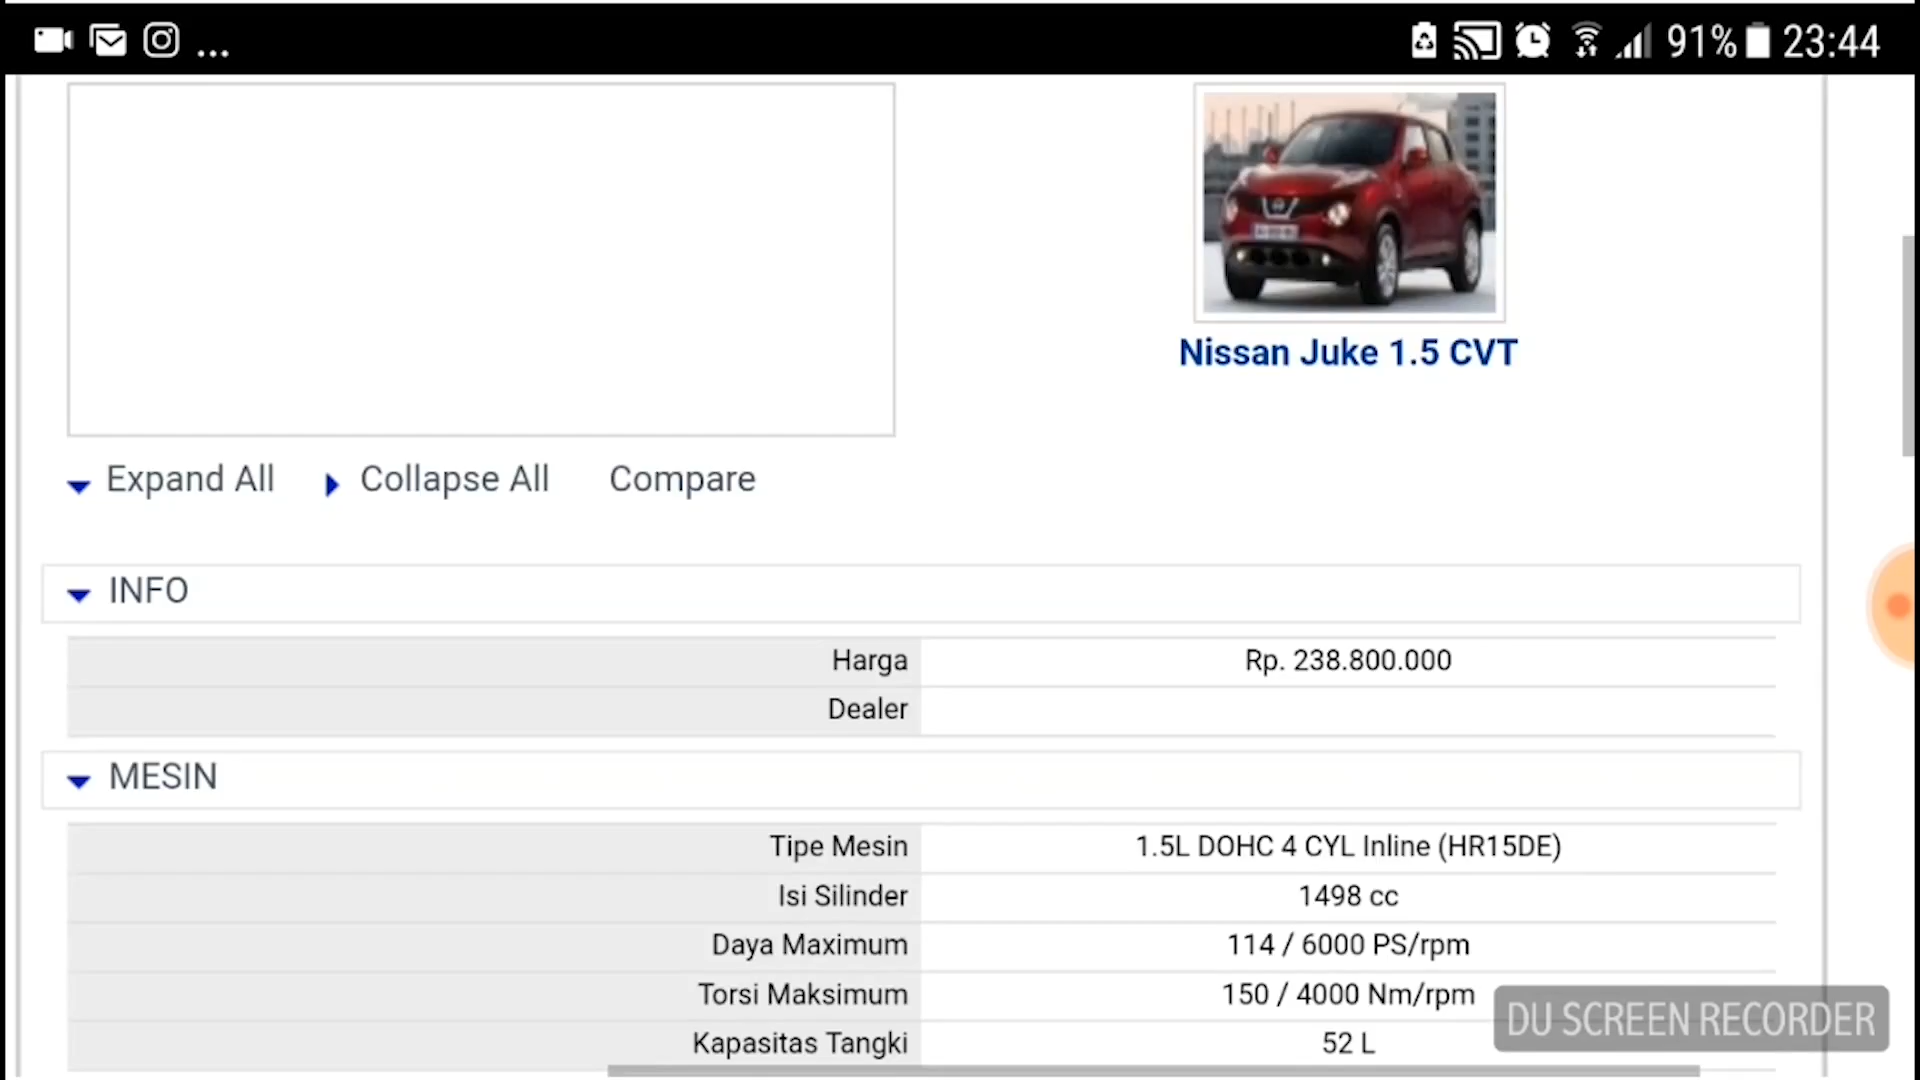 ... 91% 23:44
Nissan Juke 1.5 CVT
Expand All Collapse All Compare
INFO
Harga Rp. 238.800.000
Dealer
MESIN
Tipe Mesin 1.5L DOHC 4 CYL Inline (HR15DE)
Isi Silinder 1498 cc
Daya Maximum 114 / 6000 PS/rpm
Torsi Maksimum 150 / 4000 Nm/rpm
Kapasitas Tangki 52 L
DU SCREEN RECORDER